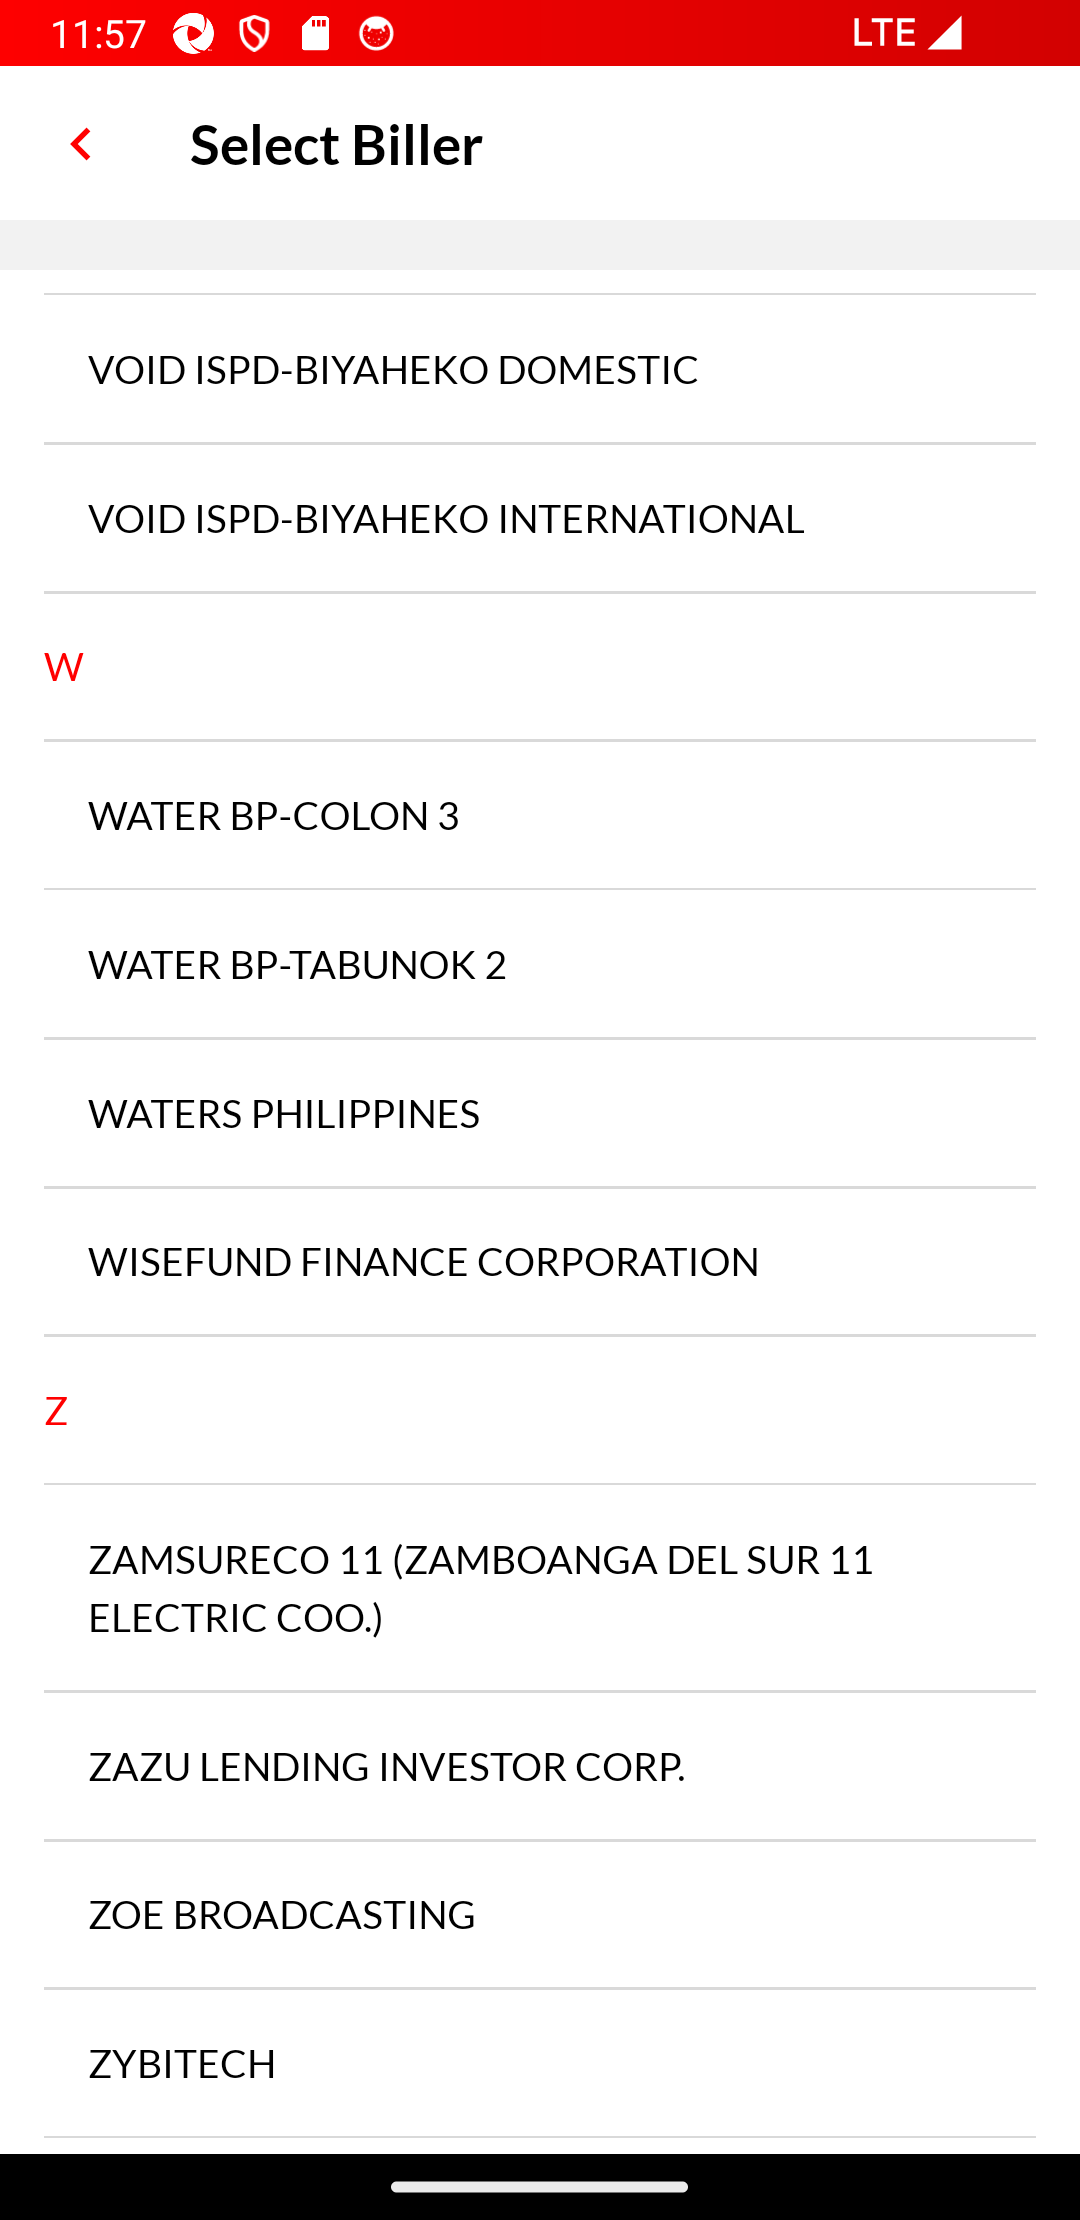 11:57
LTE
Select Biller
VOID ISPD-BIYAHEKO DOMESTIC
VOID ISPD-BIYAHEKO INTERNATIONAL
W
WATER BP-COLON 3
WATER BP-TABUNOK 2
WATERS PHILIPPINES
WISEFUND FINANCE CORPORATION
Z
ZAMSURECO 11 (ZAMBOANGA DEL SUR 11
ELECTRIC COO.)
ZAZU LENDING INVESTOR CORP.
ZOE BROADCASTING
ZYBITECH